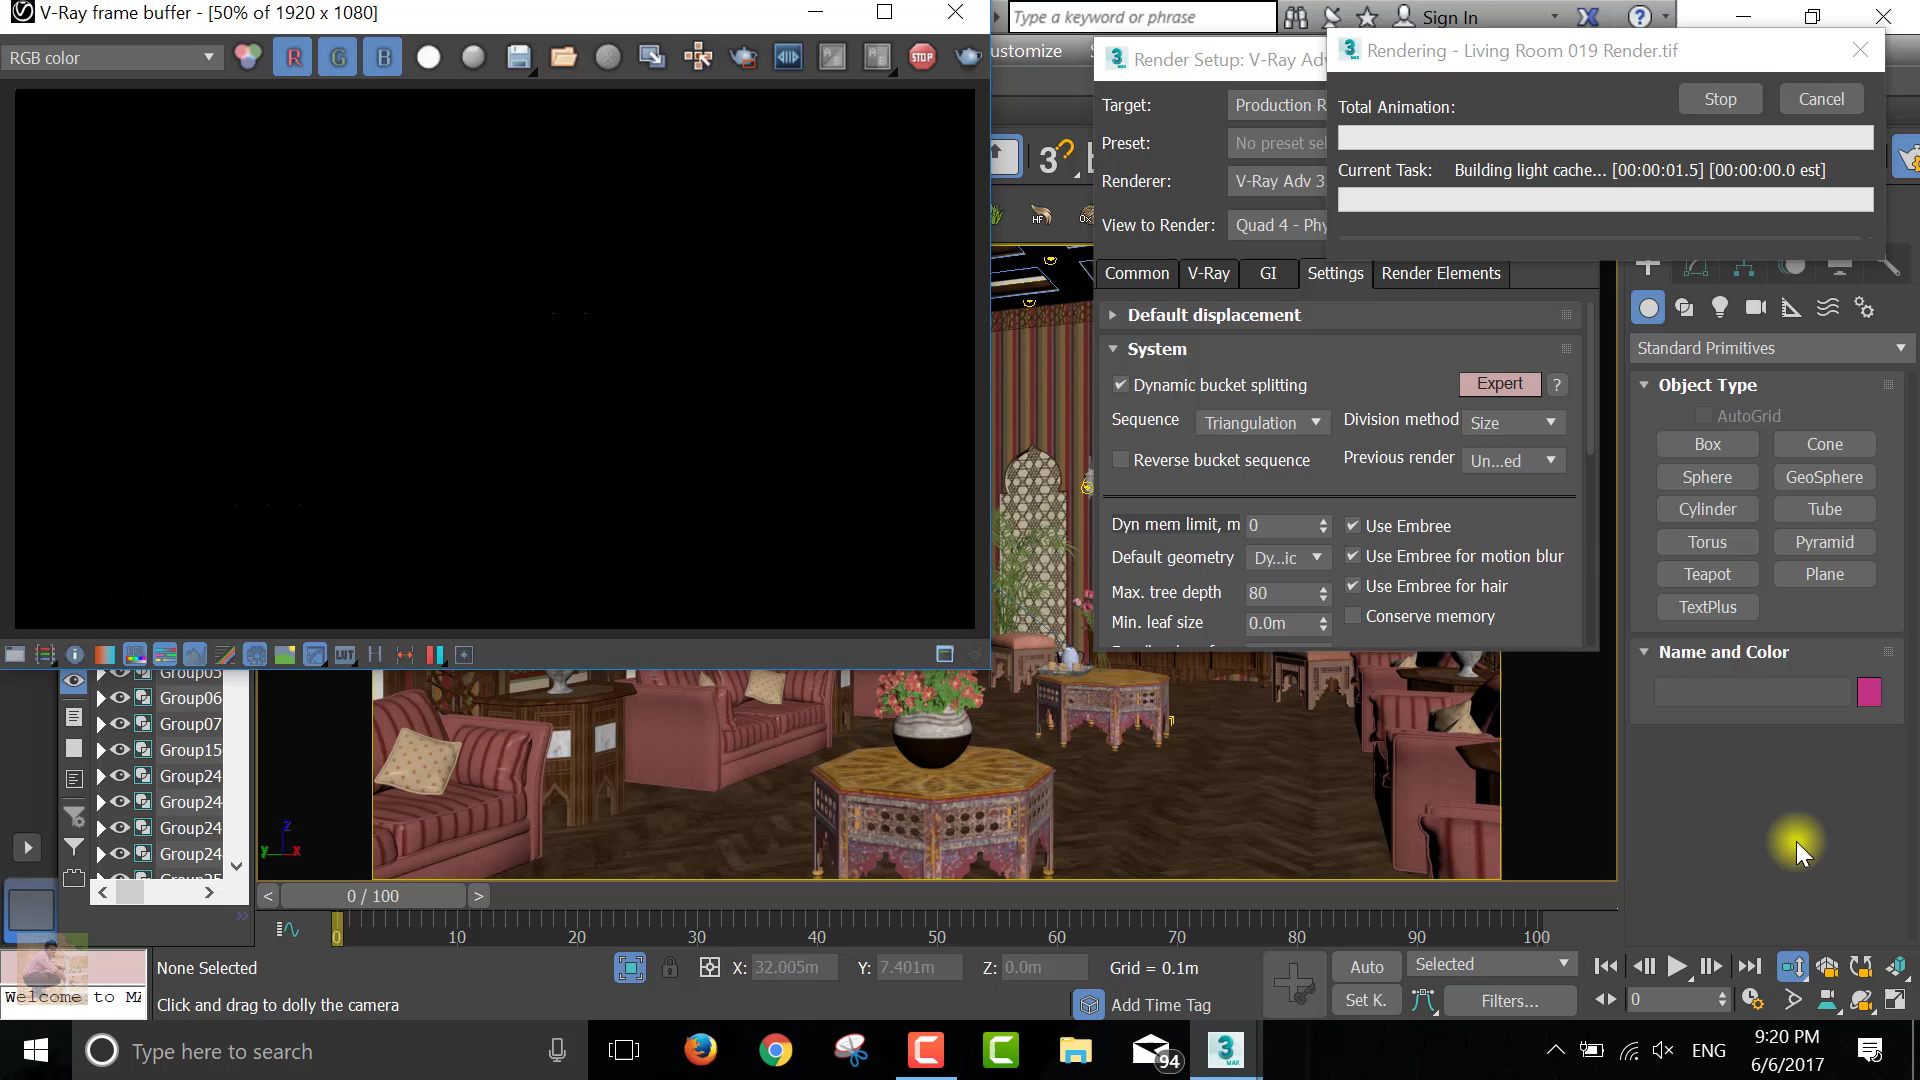 V-Ray frame buffer - [50% of 1920 x 1080]
RGB color
R G B
STOP
LUT
H
Type a keyword or phrase
Sign In
ustomize
3
HF
Render Setup: V-Ray Adv
Target:
Production R
Preset:
No preset sel
Renderer:
V-Ray Adv 3
View to Render:
Quad 4 - Phy
Rendering - Living Room 019 Render.tif
Stop
Cancel
Total Animation:
Current Task: Building light cache... [00:00:01.5] [00:00:00.0 est]
Common
V-Ray
GI
Settings
Render Elements
Default displacement
System
Dynamic bucket splitting
Expert
?
Sequence
Triangulation
Division method
Size
Reverse bucket sequence
Previous render
Un...ed
Dyn mem limit, m
0
Use Embree
Default geometry
Dy...ic
Use Embree for motion blur
Max. tree depth
80
Use Embree for hair
Min. leaf size
0.0m
Conserve memory
Standard Primitives
Object Type
AutoGrid
Box
Cone
Sphere
GeoSphere
Cylinder
Tube
Torus
Pyramid
Teapot
Plane
TextPlus
Name and Color
Group05
Group06
Group07
Group15
Group24
Group24
Group24
Group24
z
y
x
< 0 / 100 >
0 10 20 30 40 50 60 70 80 90 100
None Selected
Click and drag to dolly the camera
Welcome to MA
X: 32.005m
Y: 7.401m
Z: 0.0m
Grid = 0.1m
Add Time Tag
Auto
Selected
Set K.
Filters...
0
Type here to search
94
3
MAX
ENG
9:20 PM
6/6/2017